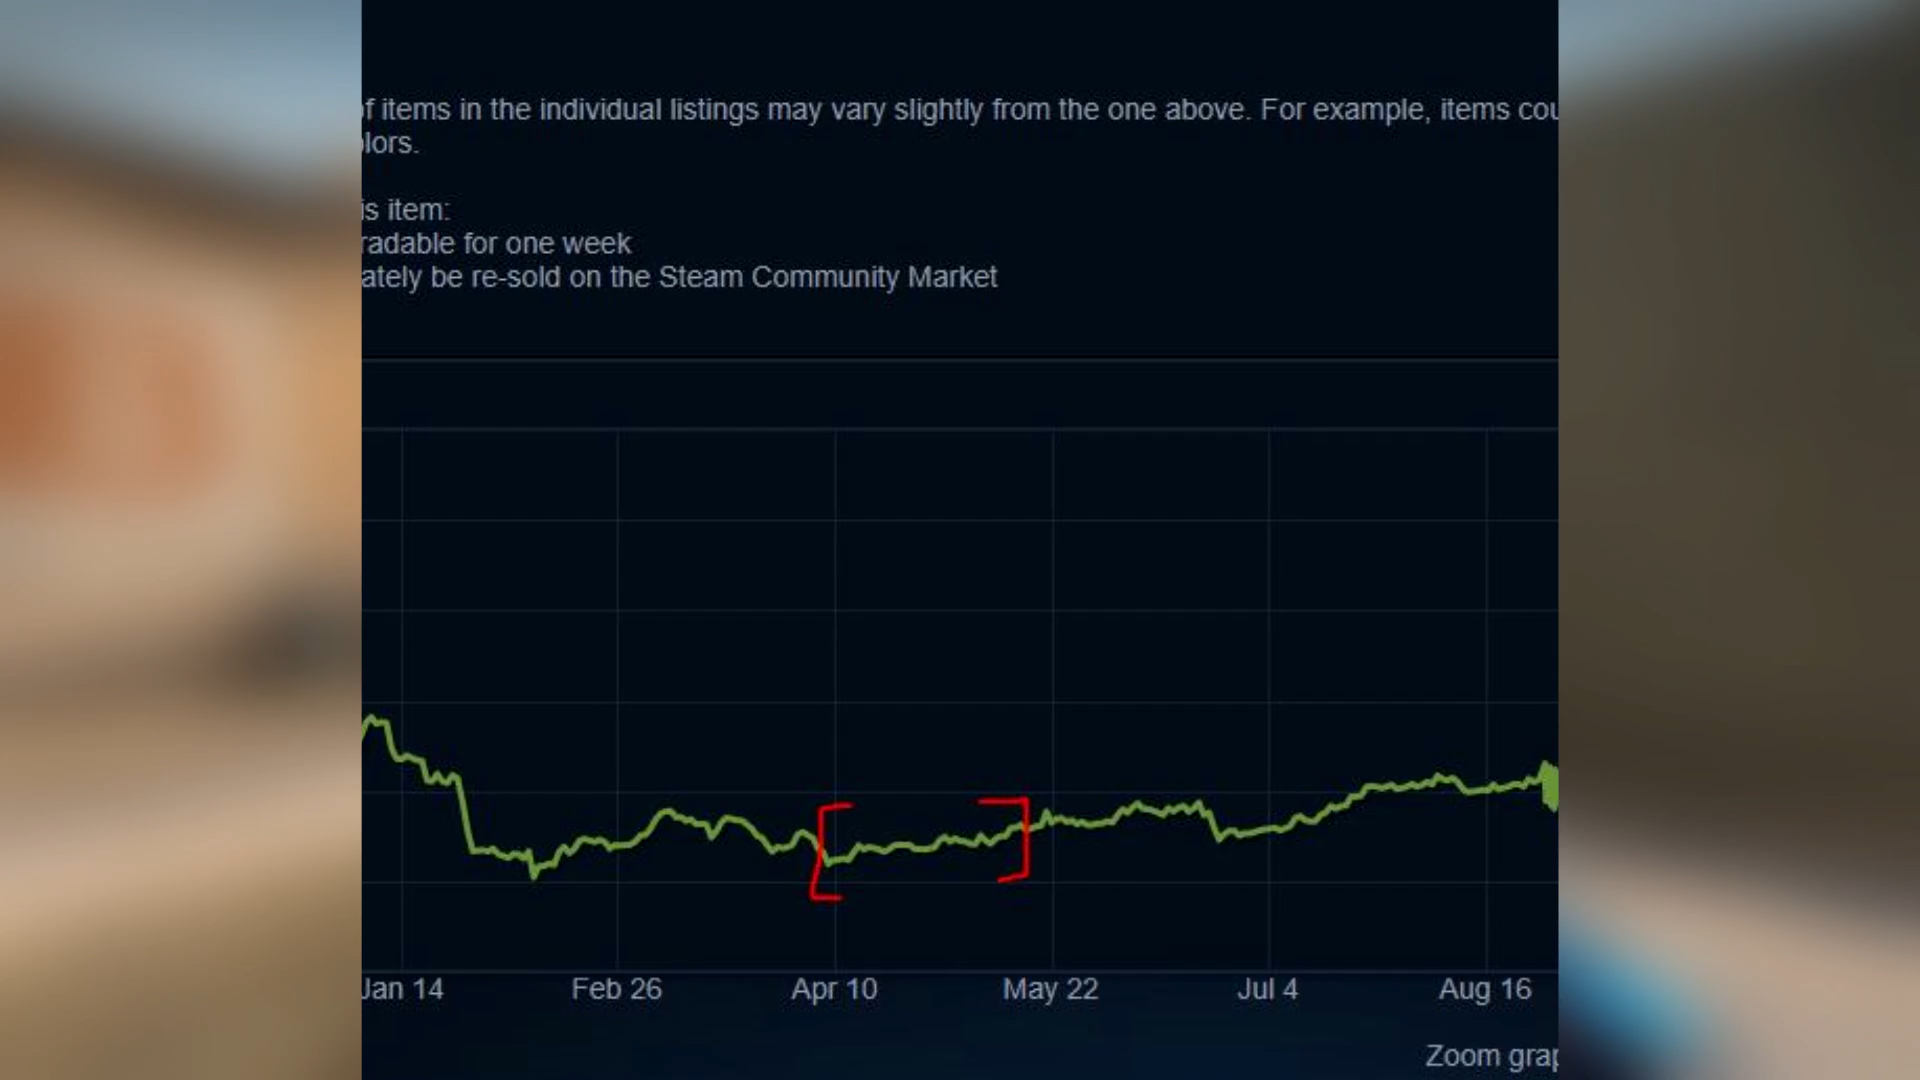 f items in the individual listings may vary slightly from the one above. For example, items cou
lors.
is item:
radable for one week
ately be re-sold on the Steam Community Market
Jan 14 Feb 26 Apr 10 May 22 Jul 4 Aug 16
Zoom grap